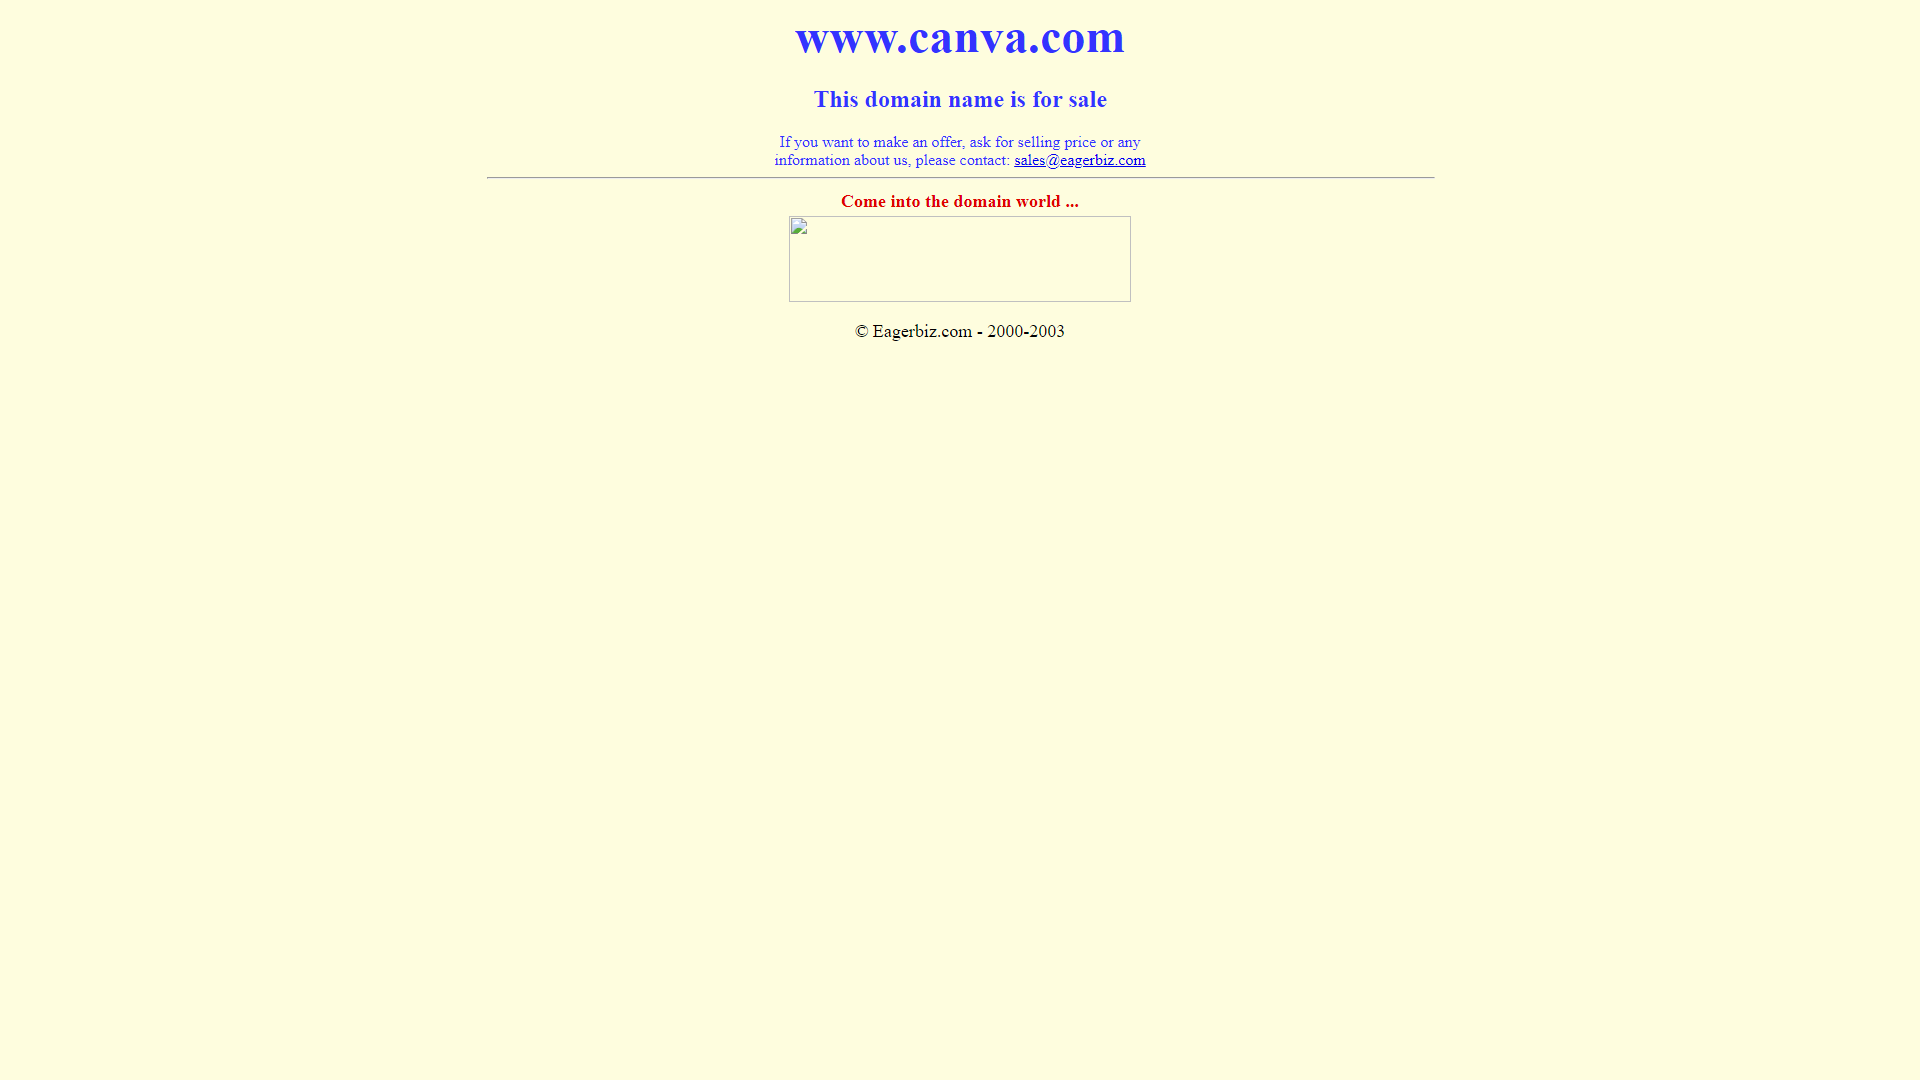 www.canva.com
This domain name is for sale
If you want to make an offer, ask for selling price or any
information about us, please contact: sales@eagerbiz.com
Come into the domain world ...
© Eagerbiz.com - 2000-2003